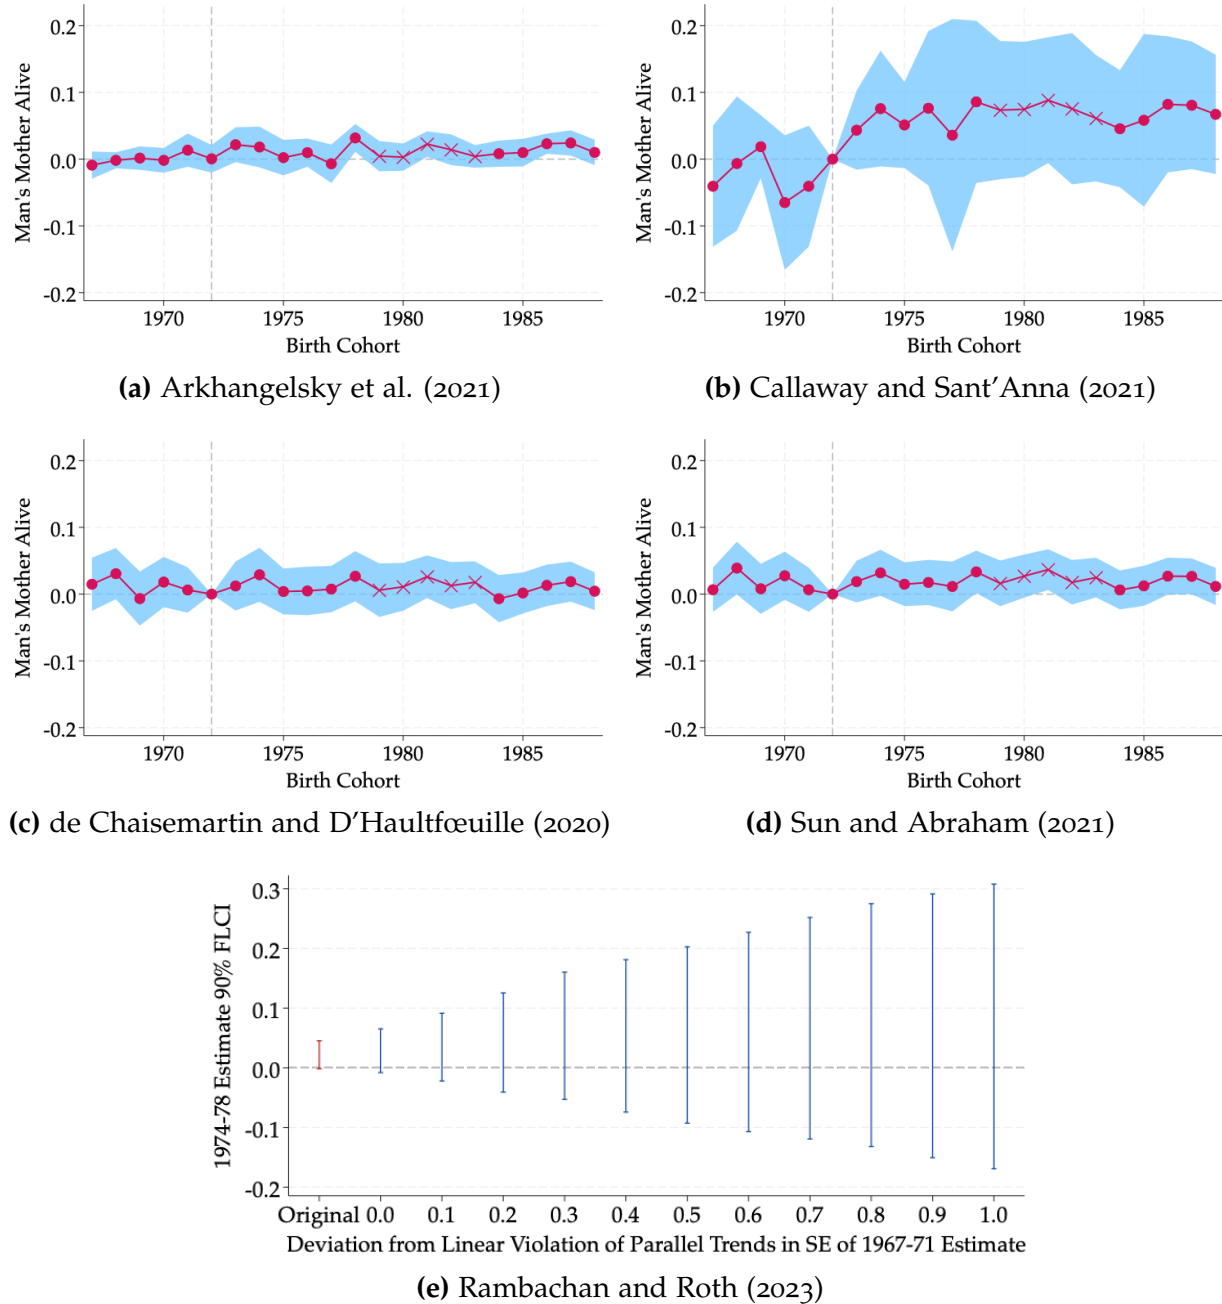 0.2
0.1
0.0
-0.1
-0.2
Man's Mother Alive
1970 1975 1980 1985
Birth Cohort
(a) Arkhangelsky et al. (2021)
0.2
0.1
0.0
-0.1
-0.2
Man's Mother Alive
1970 1975 1980 1985
Birth Cohort
(b) Callaway and Sant’Anna (2021)
0.2
0.1
0.0
-0.1
-0.2
Man's Mother Alive
1970 1975 1980 1985
Birth Cohort
(c) de Chaisemartin and D’Haultfœuille (2020)
0.2
0.1
0.0
-0.1
-0.2
Man's Mother Alive
1970 1975 1980 1985
Birth Cohort
(d) Sun and Abraham (2021)
0.3
0.2
0.1
0.0
-0.1
-0.2
1974-78 Estimate 90% FLCI
Original 0.0 0.1 0.2 0.3 0.4 0.5 0.6 0.7 0.8 0.9 1.0
Deviation from Linear Violation of Parallel Trends in SE of 1967-71 Estimate
(e) Rambachan and Roth (2023)